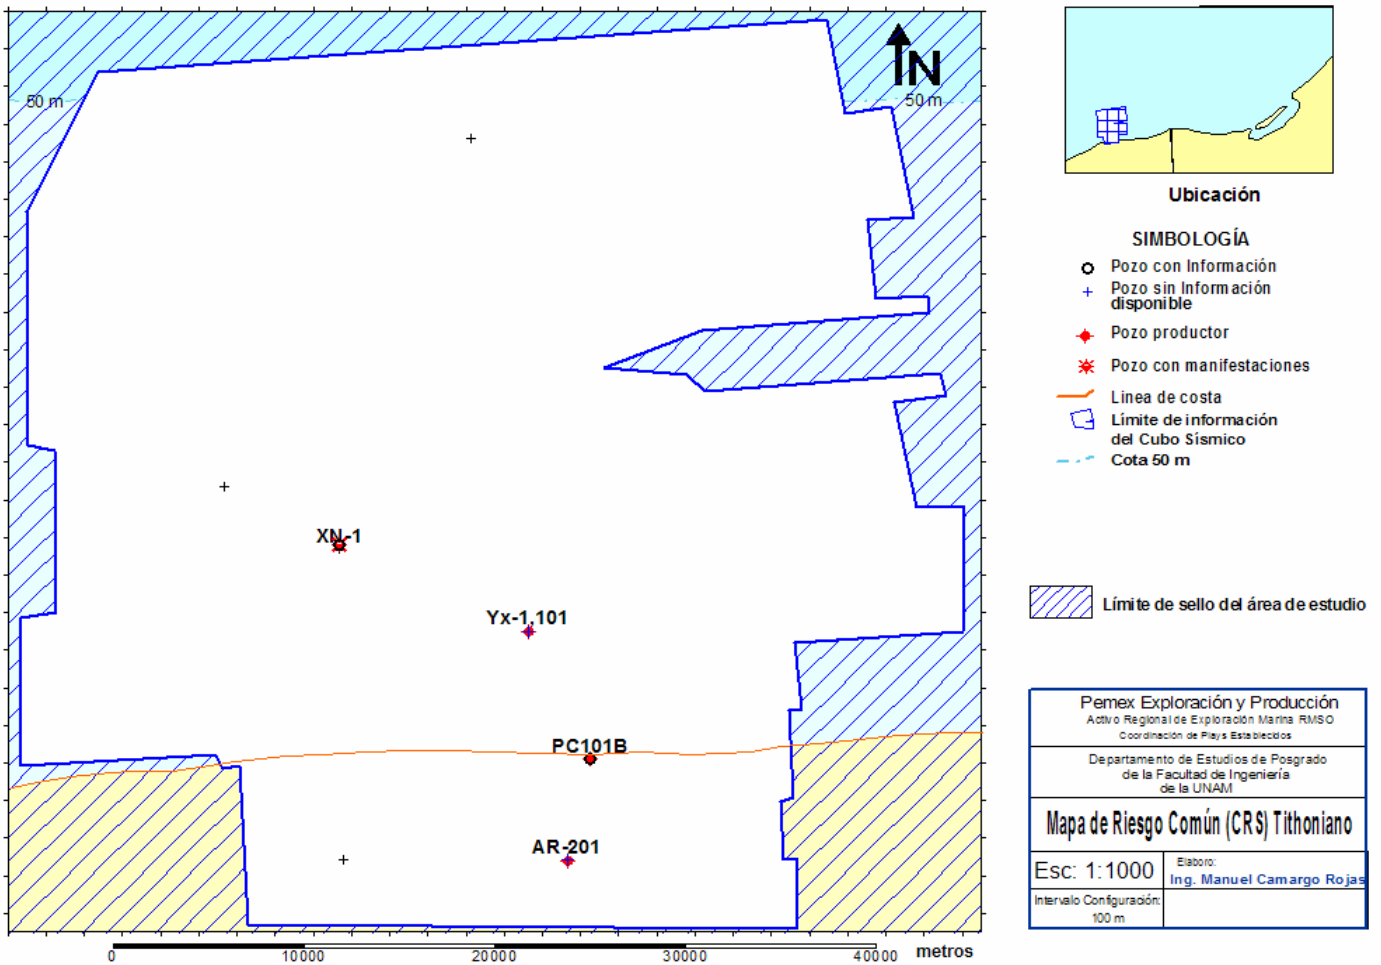 50 m
50 m
N
XN-1
Yx-1,101
PC101B
AR-201
0
10000
20000
30000
40000
metros
Ubicación
SIMBOLOGÍA
Pozo con Información
Pozo sin Información
disponible
Pozo productor
Pozo con manifestaciones
Linea de costa
Límite de información
del Cubo Sísmico
Cota 50 m
Límite de sello del área de estudio
Pemex Exploración y Producción
Activo Regional de Exploración Marina RMSO
Coordinación de Plays Establecidos
Departamento de Estudios de Posgrado
de la Facultad de Ingeniería
de la UNAM
Mapa de Riesgo Común (CRS) Tithoniano
Esc: 1:1000
Elaboro:
Ing. Manuel Camargo Rojas
Intervalo Configuración:
100 m